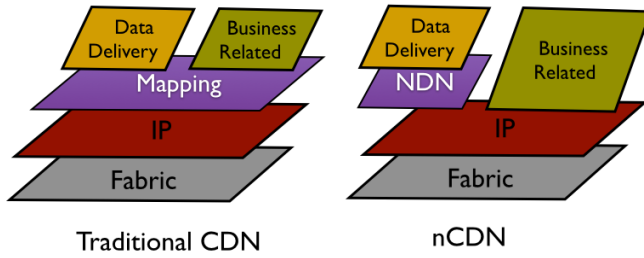 Data
Delivery
Business
Related
Mapping
IP
Fabric
Traditional CDN
Data
Delivery
NDN
Business
Related
IP
Fabric
nCDN